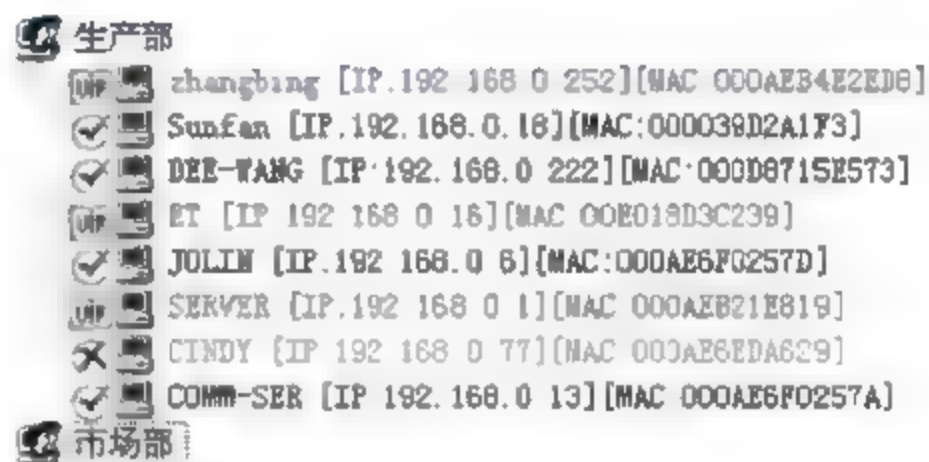 生产部
zhangbing [IP.192 168 0 252][MAC 000AEB4E2ED8]
Sunfan [IP.192.168.0.18][MAC:000039D2A1F3]
DEE-WANG [IP:192.168.0 222][MAC:000D8715E573]
ET [IP 192 168 0 16][MAC 00E018D3C239]
JOLIN [IP.192 168.0 6][MAC:000AE6F0257D]
SERVER [IP.192 168 0 1][MAC 000AEB21E819]
CINDY [IP 192 168 0 77][MAC 000AE6EDA629]
COMM-SER [IP 192.168.0 13][MAC 000AE6F0257A]
市场部